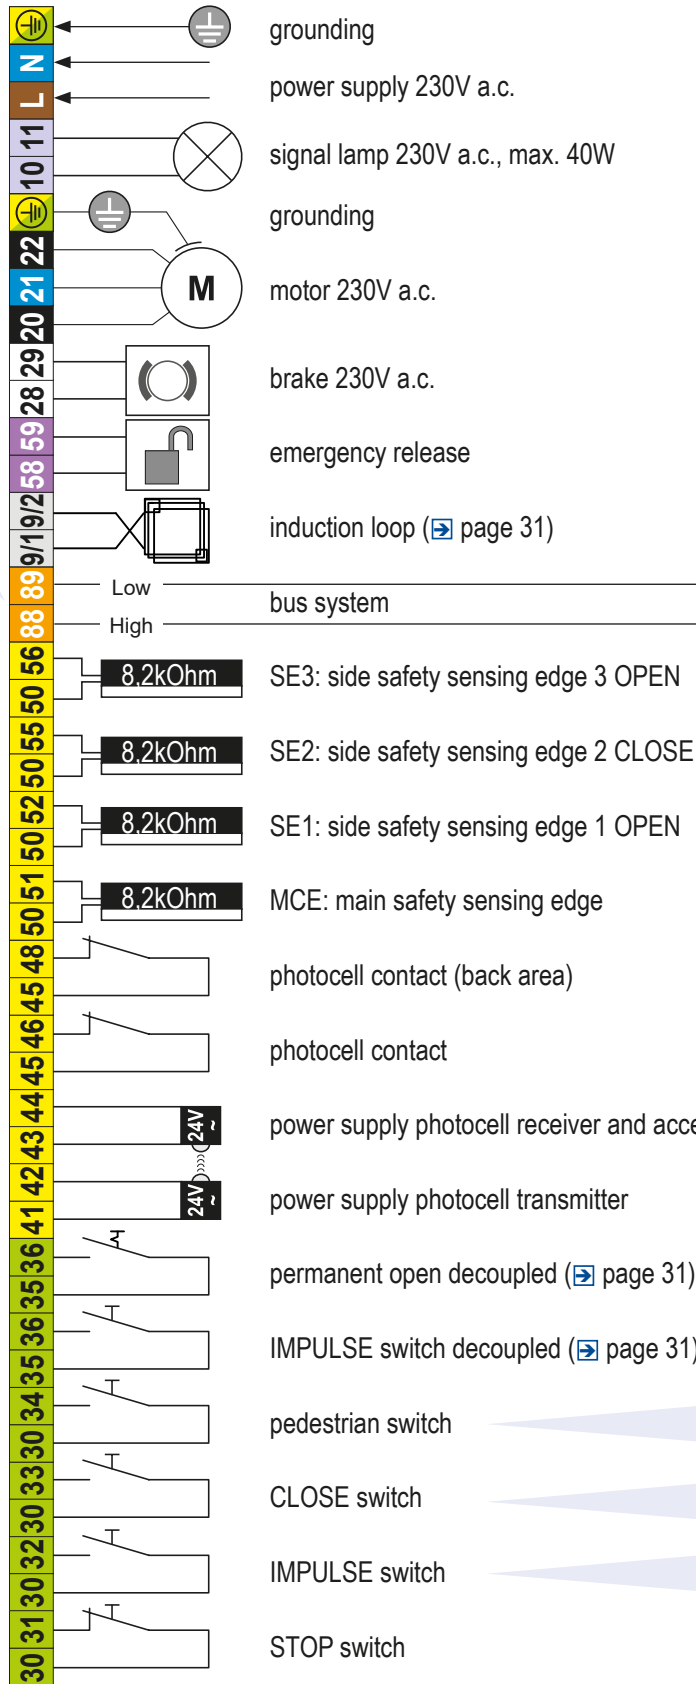 grounding
N
L
power supply 230V a.c.
11
10
signal lamp 230V a.c., max. 40W
grounding
22
21
20
M
motor 230V a.c.
29
28
brake 230V a.c.
59
58
emergency release
9/2
9/1
induction loop (➔ page 31)
89
Low
88
High
bus system
56
50
8,2kOhm
SE3: side safety sensing edge 3 OPEN
55
50
8,2kOhm
SE2: side safety sensing edge 2 CLOSE
52
50
8,2kOhm
SE1: side safety sensing edge 1 OPEN
51
50
8,2kOhm
MCE: main safety sensing edge
48
45
photocell contact (back area)
46
45
photocell contact
44
43
24V ~
power supply photocell receiver and acce
42
41
24V ~
power supply photocell transmitter
36
35
permanent open decoupled (➔ page 31)
36
35
IMPULSE switch decoupled (➔ page 31)
34
30
pedestrian switch
33
30
CLOSE switch
32
30
IMPULSE switch
31
30
STOP switch